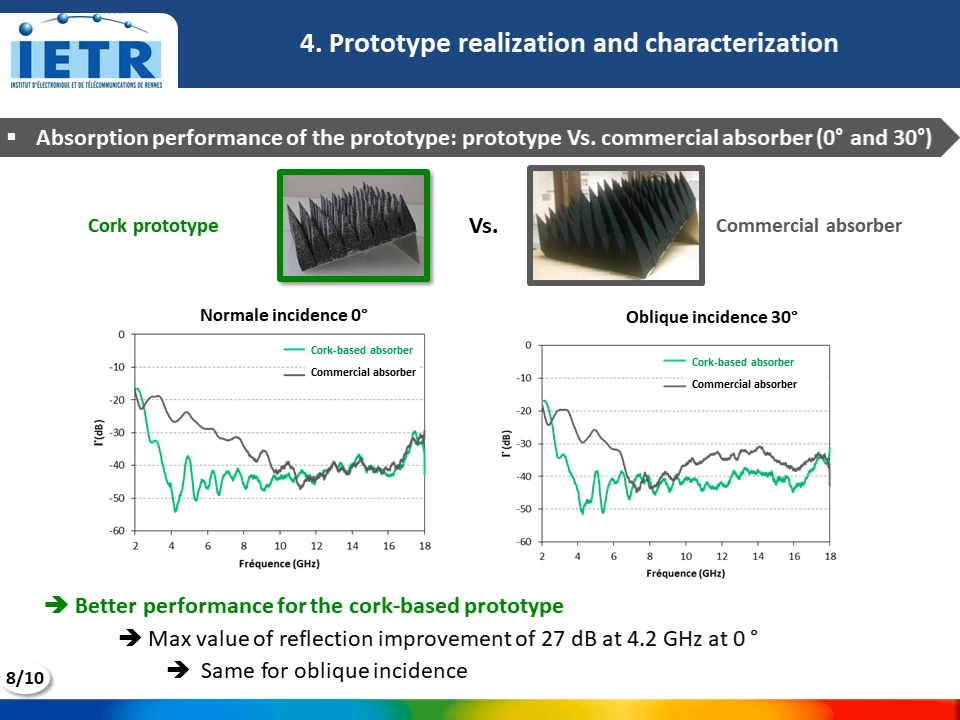 iETR
INSTITUT D'ÉLECTRONIQUE ET DE TÉLÉCOMMUNICATIONS DE RENNES
4. Prototype realization and characterization
▪ Absorption performance of the prototype: prototype Vs. commercial absorber (0° and 30°)
Cork prototype
Vs.
Commercial absorber
Normale incidence 0°
0
-10
-20
-30
-40
-50
-60
Γ(dB)
Cork-based absorber
Commercial absorber
2 4 6 8 10 12 14 16 18
Fréquence (GHz)
Oblique incidence 30°
0
-10
-20
-30
-40
-50
-60
Γ (dB)
Cork-based absorber
Commercial absorber
2 4 6 8 10 12 14 16 18
Fréquence (GHz)
➔ Better performance for the cork-based prototype
➔ Max value of reflection improvement of 27 dB at 4.2 GHz at 0 °
➔ Same for oblique incidence
8/10